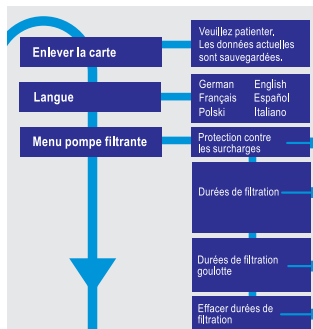 Enlever la carte
Veuillez patienter.
Les données actuelles
sont sauvegardées.
Langue
German English
Français Español
Polski Italiano
Menu pompe filtrante
Protection contre
les surcharges
Durées de filtration
Durées de filtration
goulotte
Effacer durées de
filtration